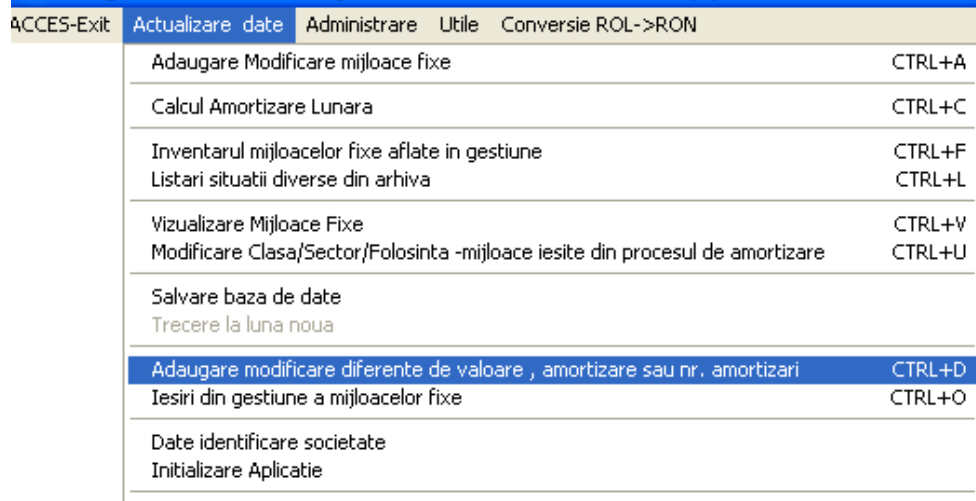 ACCES-Exit Actualizare date Administrare Utile Conversie ROL->RON
Adaugare Modificare mijloace fixe CTRL+A
Calcul Amortizare Lunara CTRL+C
Inventarul mijloacelor fixe aflate in gestiune CTRL+F
Listari situatii diverse din arhiva CTRL+L
Vizualizare Mijloace Fixe CTRL+V
Modificare Clasa/Sector/Folosinta -mijloace iesite din procesul de amortizare CTRL+U
Salvare baza de date
Trecere la luna noua
Adaugare modificare diferente de valoare , amortizare sau nr. amortizari CTRL+D
Iesiri din gestiune a mijloacelor fixe CTRL+O
Date identificare societate
Initializare Aplicatie